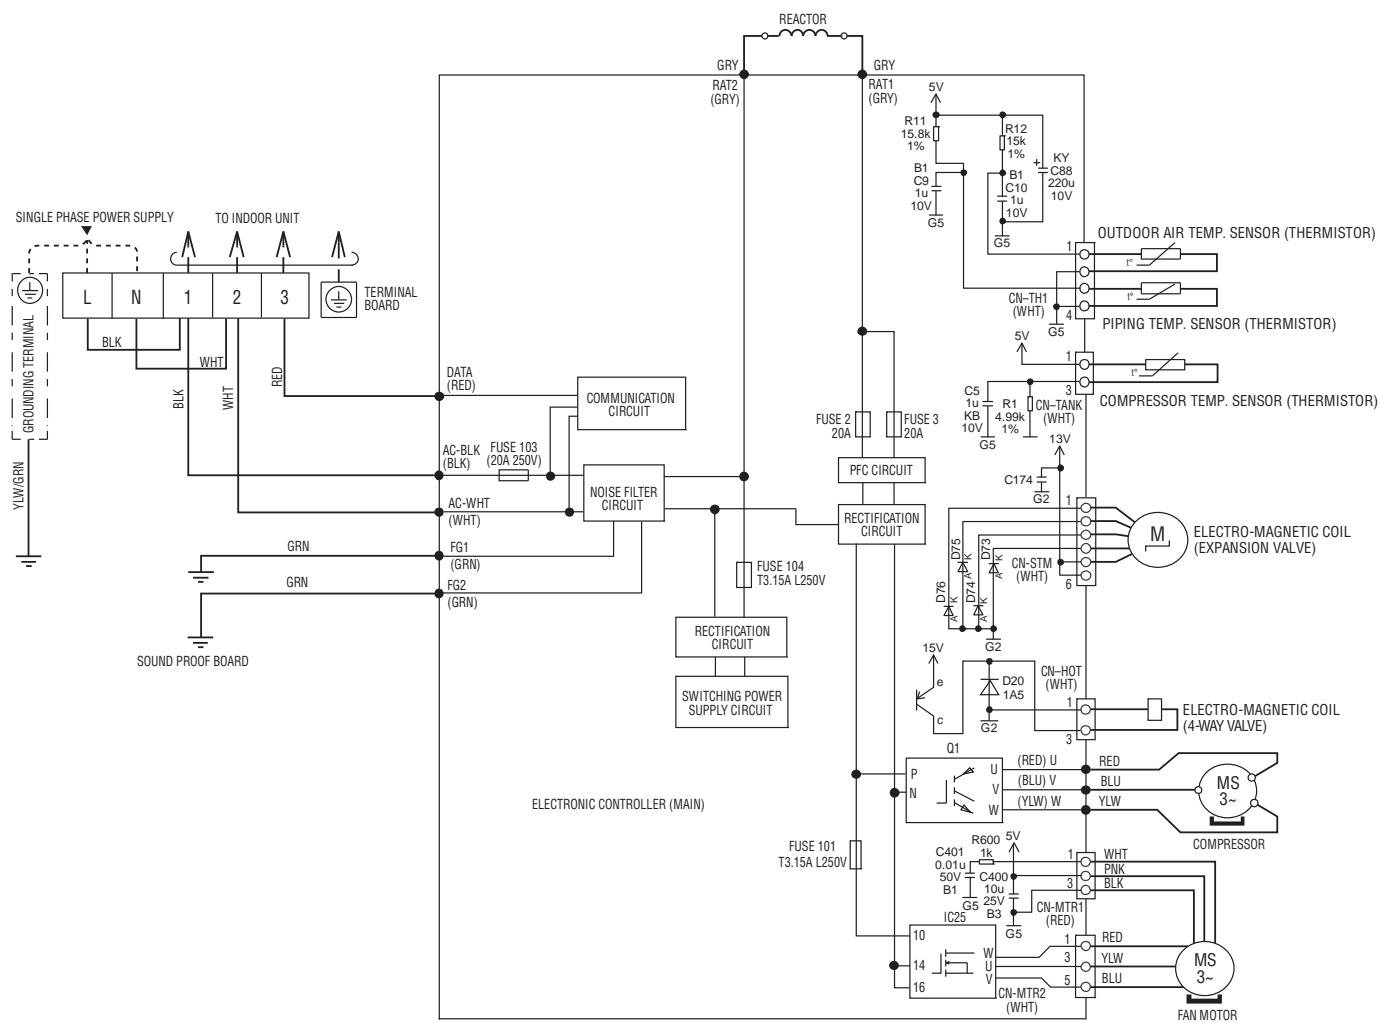 REACTOR
GRY
GRY
RAT2
(GRY)
RAT1
(GRY)
5V
R11
15.8k
1%
R12
15k
1%
B1
C9
1u
10V
G5
B1
C10
1u
10V
G5
+
KY
C88
220u
10V
SINGLE PHASE POWER SUPPLY
TO INDOOR UNIT
L
N
1
2
3
TERMINAL
BOARD
GROUNDING TERMINAL
YLW/GRN
BLK
WHT
BLK
WHT
RED
OUTDOOR AIR TEMP. SENSOR (THERMISTOR)
1
t°
t°
CN–TH1
(WHT)
4
G5
PIPING TEMP. SENSOR (THERMISTOR)
5V
1
t°
3
C5
1u
KB
10V
G5
R1
4.99k
1%
CN–TANK
(WHT)
COMPRESSOR TEMP. SENSOR (THERMISTOR)
DATA
(RED)
COMMUNICATION
CIRCUIT
FUSE 2
20A
FUSE 3
20A
AC-BLK
(BLK)
FUSE 103
(20A 250V)
NOISE FILTER
CIRCUIT
PFC CIRCUIT
13V
C174
G2
AC-WHT
(WHT)
RECTIFICATION
CIRCUIT
1
D75
A
K
D73
A
K
D76
A
K
D74
A
K
CN-STM
(WHT)
6
G2
M
ELECTRO-MAGNETIC COIL
(EXPANSION VALVE)
GRN
FG1
(GRN)
GRN
FG2
(GRN)
SOUND PROOF BOARD
FUSE 104
T3.15A L250V
RECTIFICATION
CIRCUIT
SWITCHING POWER
SUPPLY CIRCUIT
15V
e
c
D20
1A5
G2
CN–HOT
(WHT)
1
3
ELECTRO-MAGNETIC COIL
(4-WAY VALVE)
Q1
P
N
U
V
W
(RED) U
(BLU) V
(YLW) W
RED
BLU
YLW
MS
3~
COMPRESSOR
ELECTRONIC CONTROLLER (MAIN)
FUSE 101
T3.15A L250V
C401
0.01u
50V
B1
R600
1k
5V
G5
C400
10u
25V
B3
G5
1
3
WHT
PNK
BLK
CN-MTR1
(RED)
IC25
10
14
16
W
U
V
1
3
5
CN-MTR2
(WHT)
RED
YLW
BLU
MS
3~
FAN MOTOR